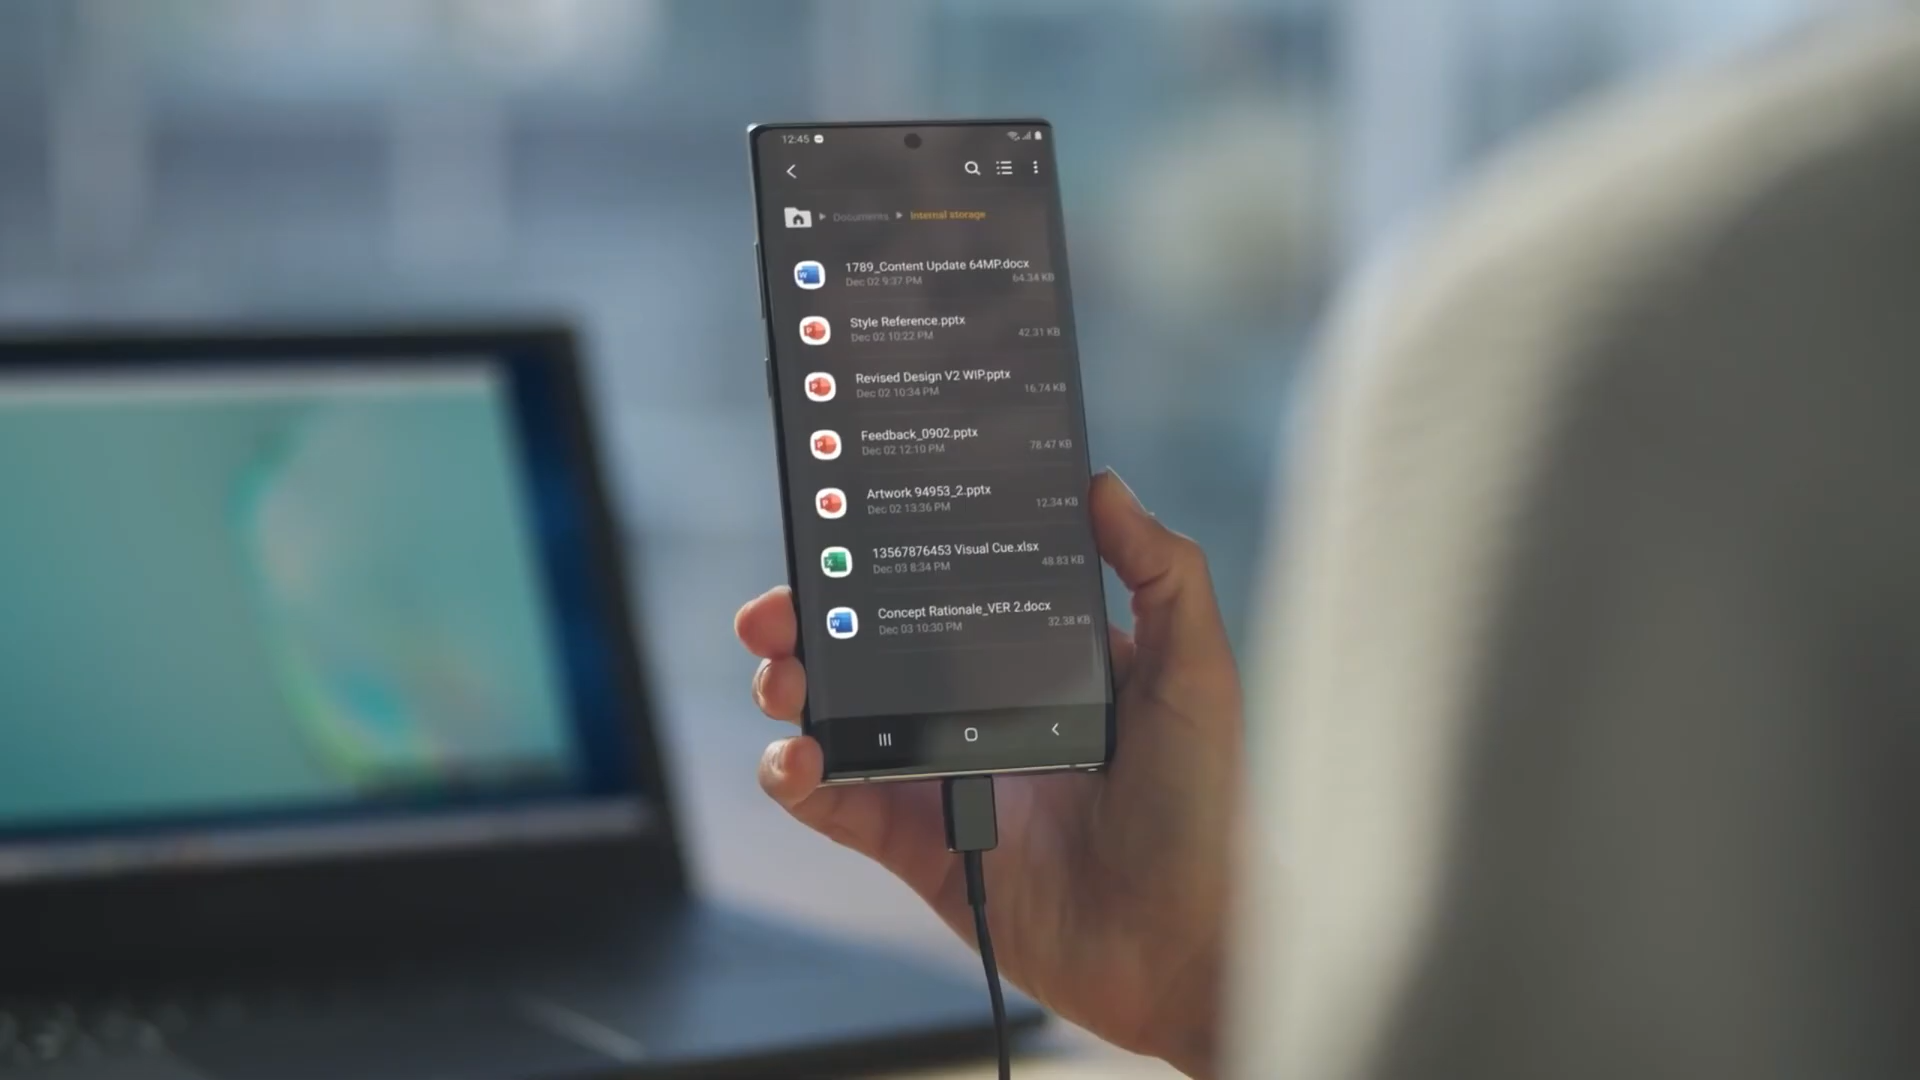 12:45
Documents ▶ Internal storage
1789_Content Update 64MP.docx
Dec 02 9:37 PM 64.34 KB
Style Reference.pptx
Dec 02 10:22 PM 42.31 KB
Revised Design V2 WIP.pptx
Dec 02 10:34 PM 16.74 KB
Feedback_0902.pptx
Dec 02 12:10 PM 78.47 KB
Artwork 94953_2.pptx
Dec 02 13:36 PM 12.34 KB
13567876453 Visual Cue.xlsx
Dec 03 8:34 PM 48.83 KB
Concept Rationale_VER 2.docx
Dec 03 10:30 PM 32.38 KB